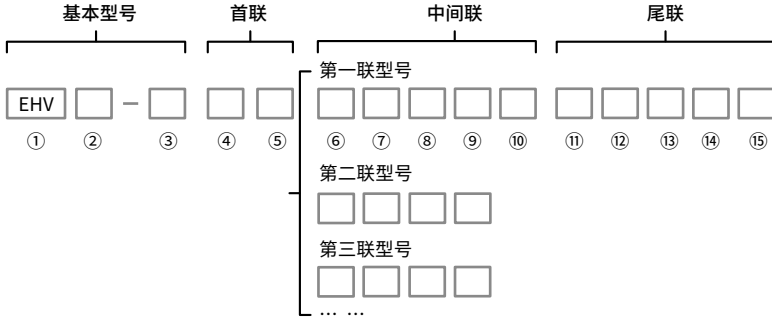 基本型号 首联 中间联 尾联
第一联型号
EHV –
① ② ③ ④ ⑤ ⑥ ⑦ ⑧ ⑨ ⑩ ⑪ ⑫ ⑬ ⑭ ⑮
第二联型号
第三联型号
… …